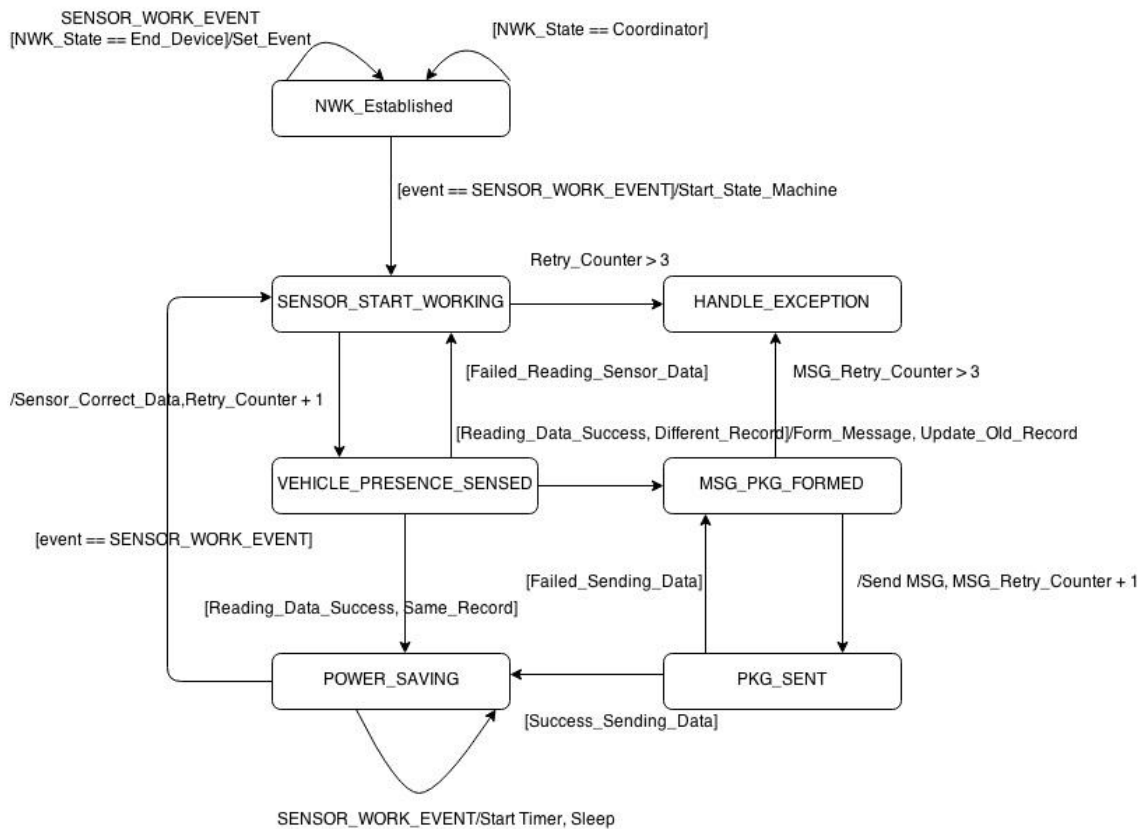 SENSOR_WORK_EVENT
[NWK_State == End_Device]/Set_Event
[NWK_State == Coordinator]
NWK_Established
[event == SENSOR_WORK_EVENT]/Start_State_Machine
Retry_Counter > 3
SENSOR_START_WORKING
HANDLE_EXCEPTION
[Failed_Reading_Sensor_Data]
MSG_Retry_Counter > 3
/Sensor_Correct_Data,Retry_Counter + 1
[Reading_Data_Success, Different_Record]/Form_Message, Update_Old_Record
VEHICLE_PRESENCE_SENSED
MSG_PKG_FORMED
[event == SENSOR_WORK_EVENT]
[Failed_Sending_Data]
/Send MSG, MSG_Retry_Counter + 1
[Reading_Data_Success, Same_Record]
POWER_SAVING
PKG_SENT
[Success_Sending_Data]
SENSOR_WORK_EVENT/Start Timer, Sleep